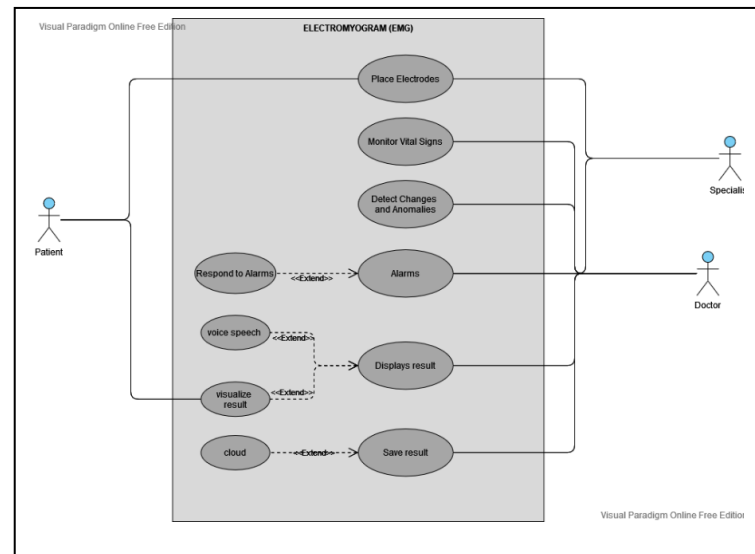 Visual Paradigm Online Free Edition
ELECTROMYOGRAM (EMG)
Place Electrodes
Monitor Vital Signs
Specialis
Detect Changes
and Anomalies
Patient
Respond to Alarms
<<Extend>>
Alarms
Doctor
voice speech
<<Extend>>
Displays result
<<Extend>>
visualize
result
cloud
<<Extend>>
Save result
Visual Paradigm Online Free Edition